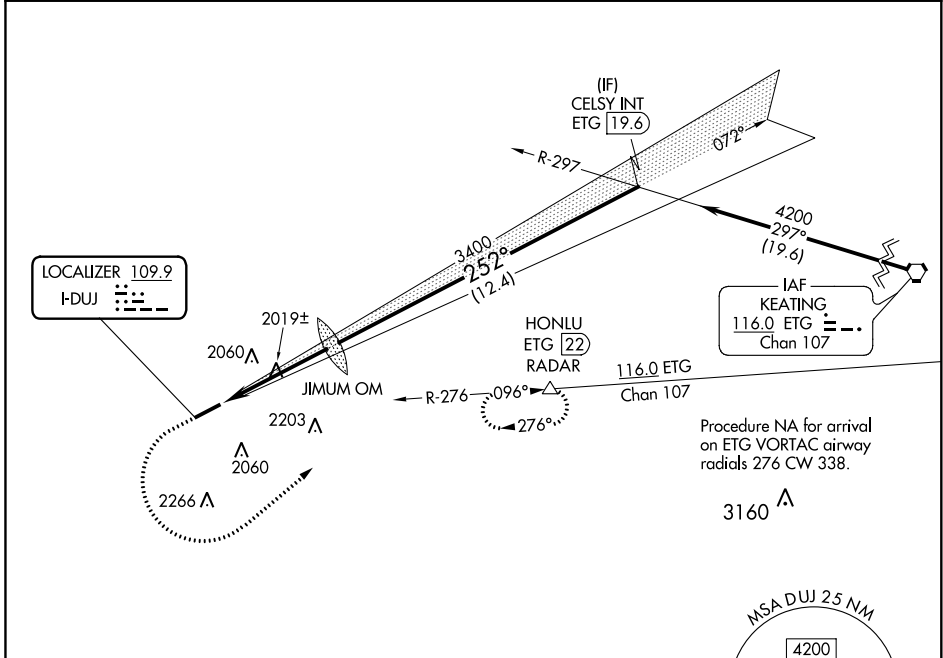 (IF)
CELSY INT
ETG 19.6
R-297
072°
4200
297°
(19.6)
3400
252°
(12.4)
LOCALIZER 109.9
I-DUJ
IAF
KEATING
116.0 ETG
Chan 107
2019±
2060
JIMUM OM
HONLU
ETG 22
RADAR
116.0 ETG
Chan 107
R-276
096°
276°
2203
2060
2266
Procedure NA for arrival
on ETG VORTAC airway
radials 276 CW 338.
3160
MSA DUJ 25 NM
4200